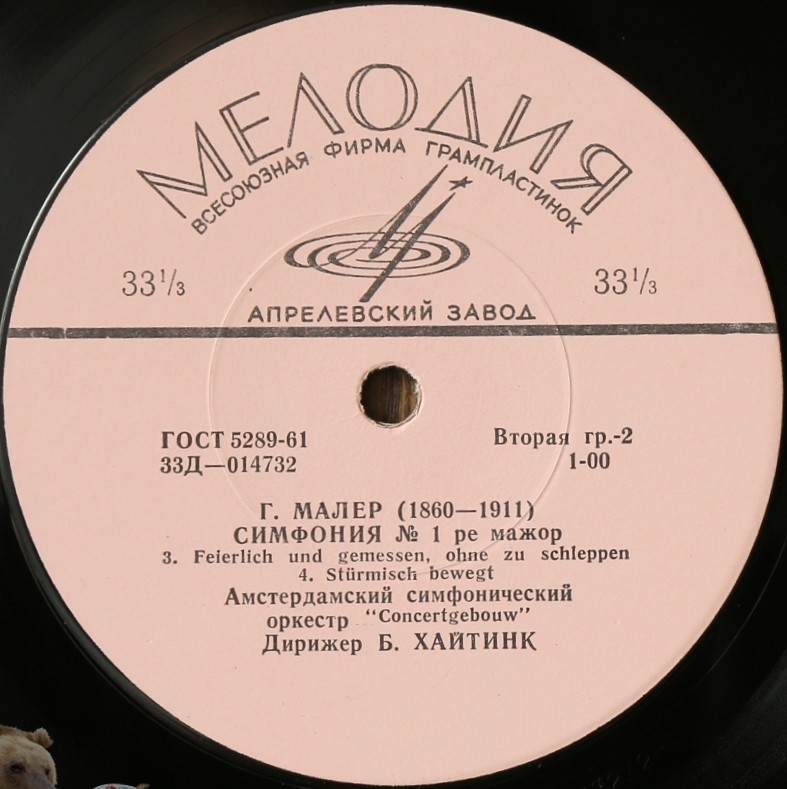 МЕЛОДИЯ
ВСЕСОЮЗНАЯ ФИРМА ГРАМПЛАСТИНОК
33⅓ 33⅓
АПРЕЛЕВСКИЙ ЗАВОД
ГОСТ 5289-61 Вторая гр.-2
33Д—014732 1-00
Г. МАЛЕР (1860—1911)
СИМФОНИЯ № 1 ре мажор
3. Feierlich und gemessen, ohne zu schleppen
4. Stürmisch bewegt
Амстердамский симфонический
оркестр "Concertgebouw"
Дирижер Б. ХАЙТИНК